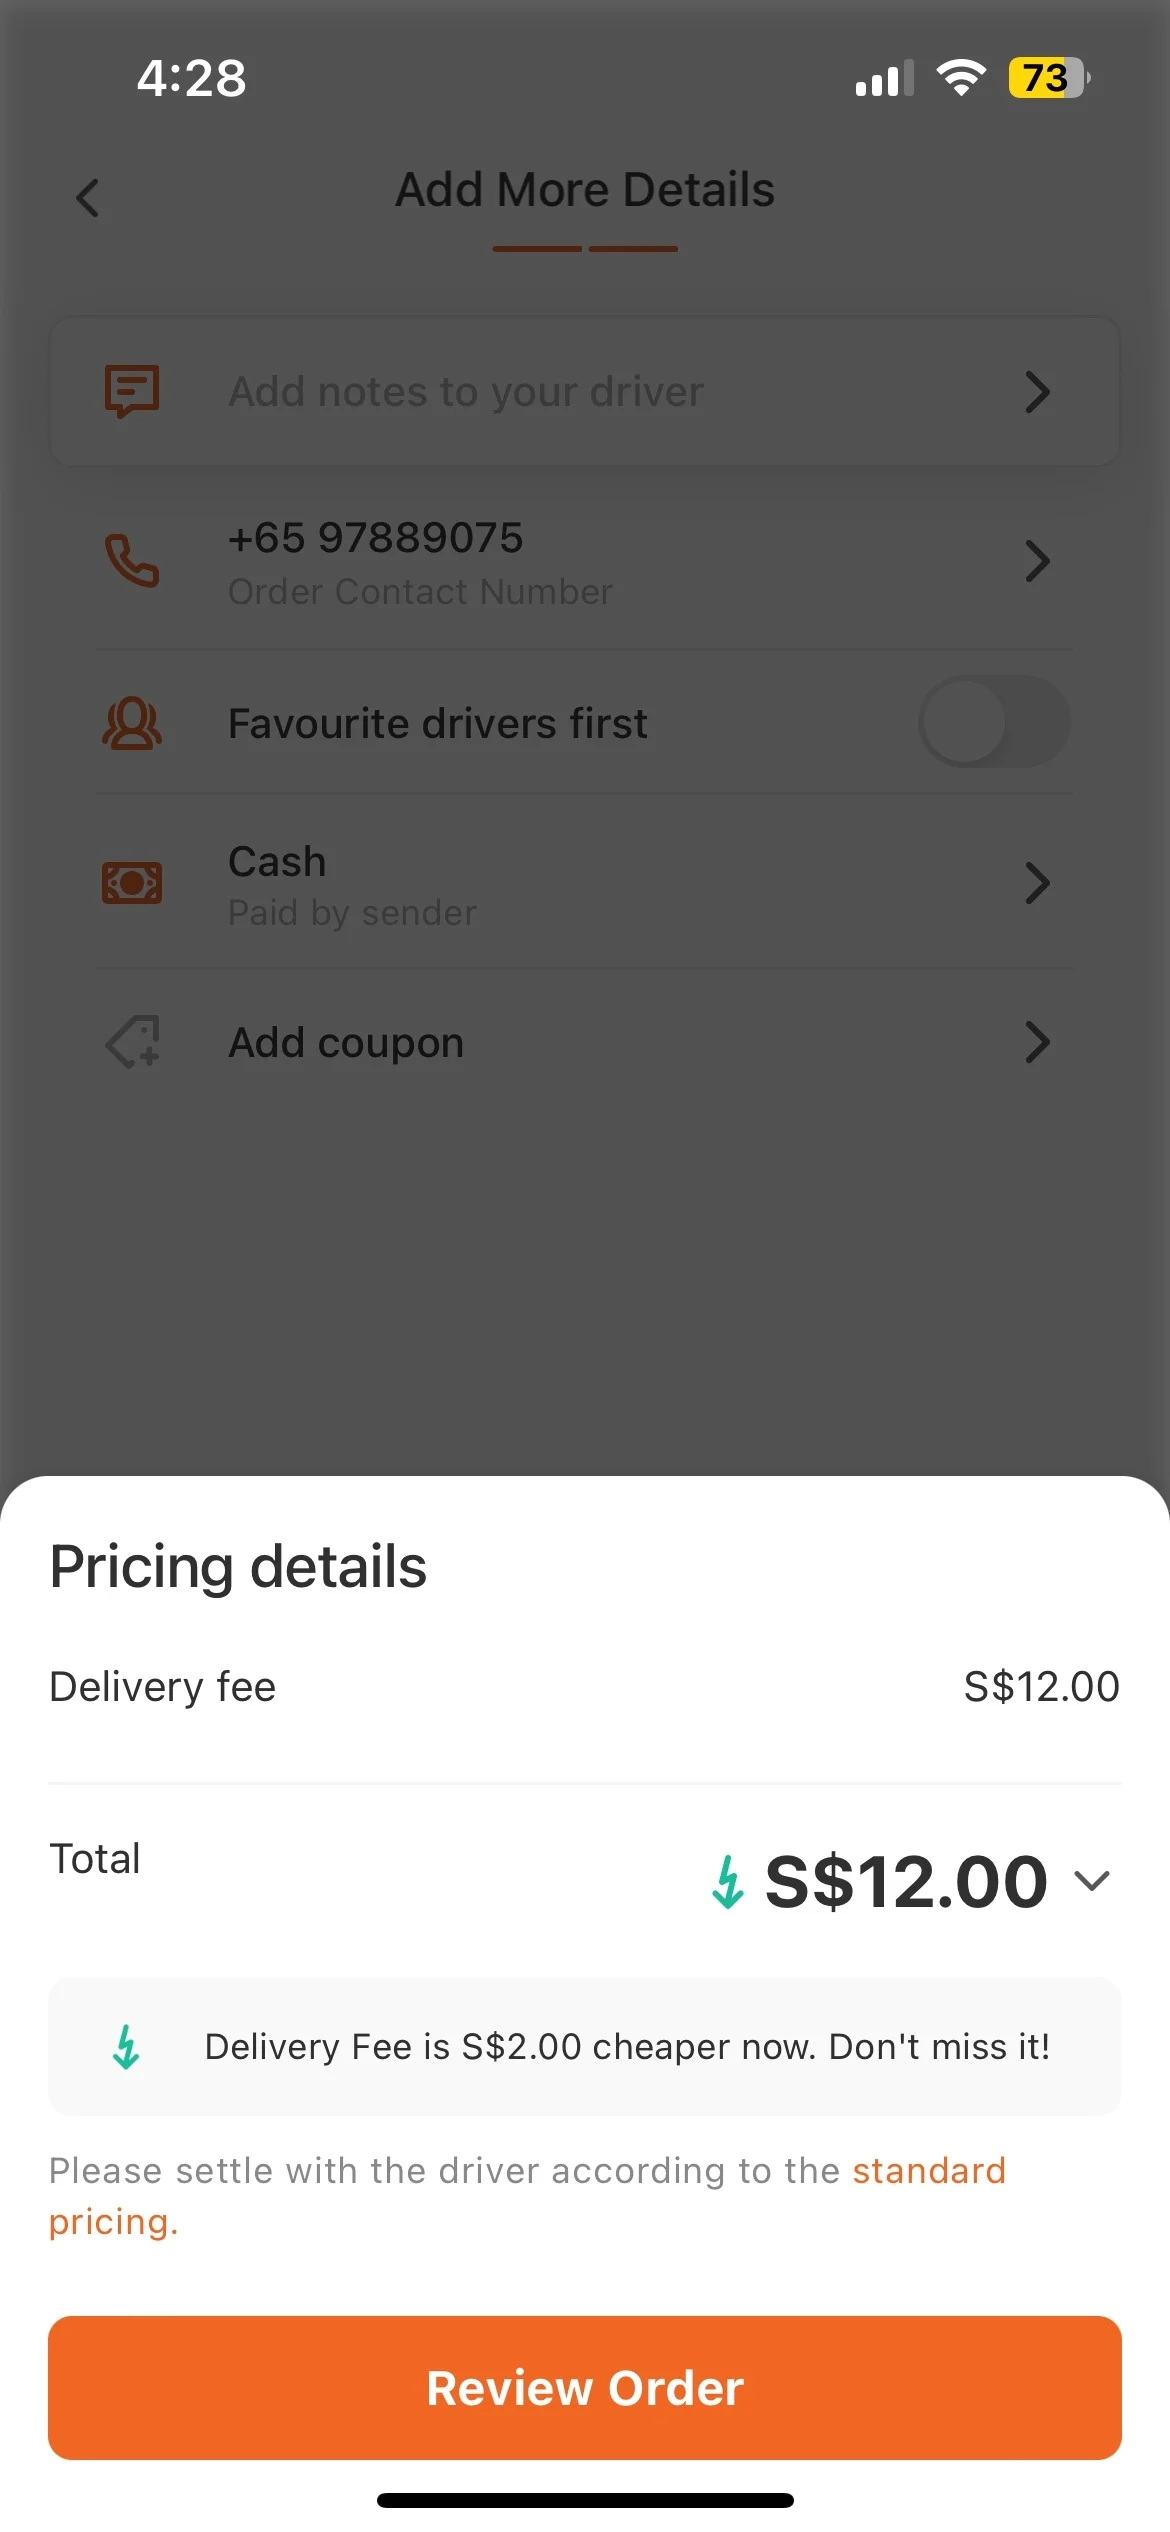 4:28
73
Add More Details
Add notes to your driver
+65 97889075
Order Contact Number
Favourite drivers first
Cash
Paid by sender
Add coupon
Pricing details
Delivery fee
S$12.00
Total
S$12.00
Delivery Fee is S$2.00 cheaper now. Don't miss it!
Please settle with the driver according to the standard
pricing.
Review Order